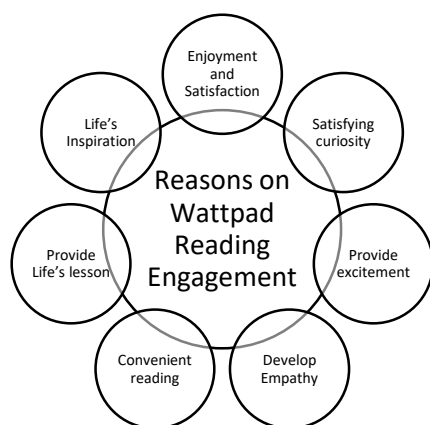 Enjoyment
and
Satisfaction
Satisfying
curiosity
Provide
excitement
Develop
Empathy
Convenient
reading
Provide
Life's lesson
Life's
Inspiration
Reasons on
Wattpad
Reading
Engagement